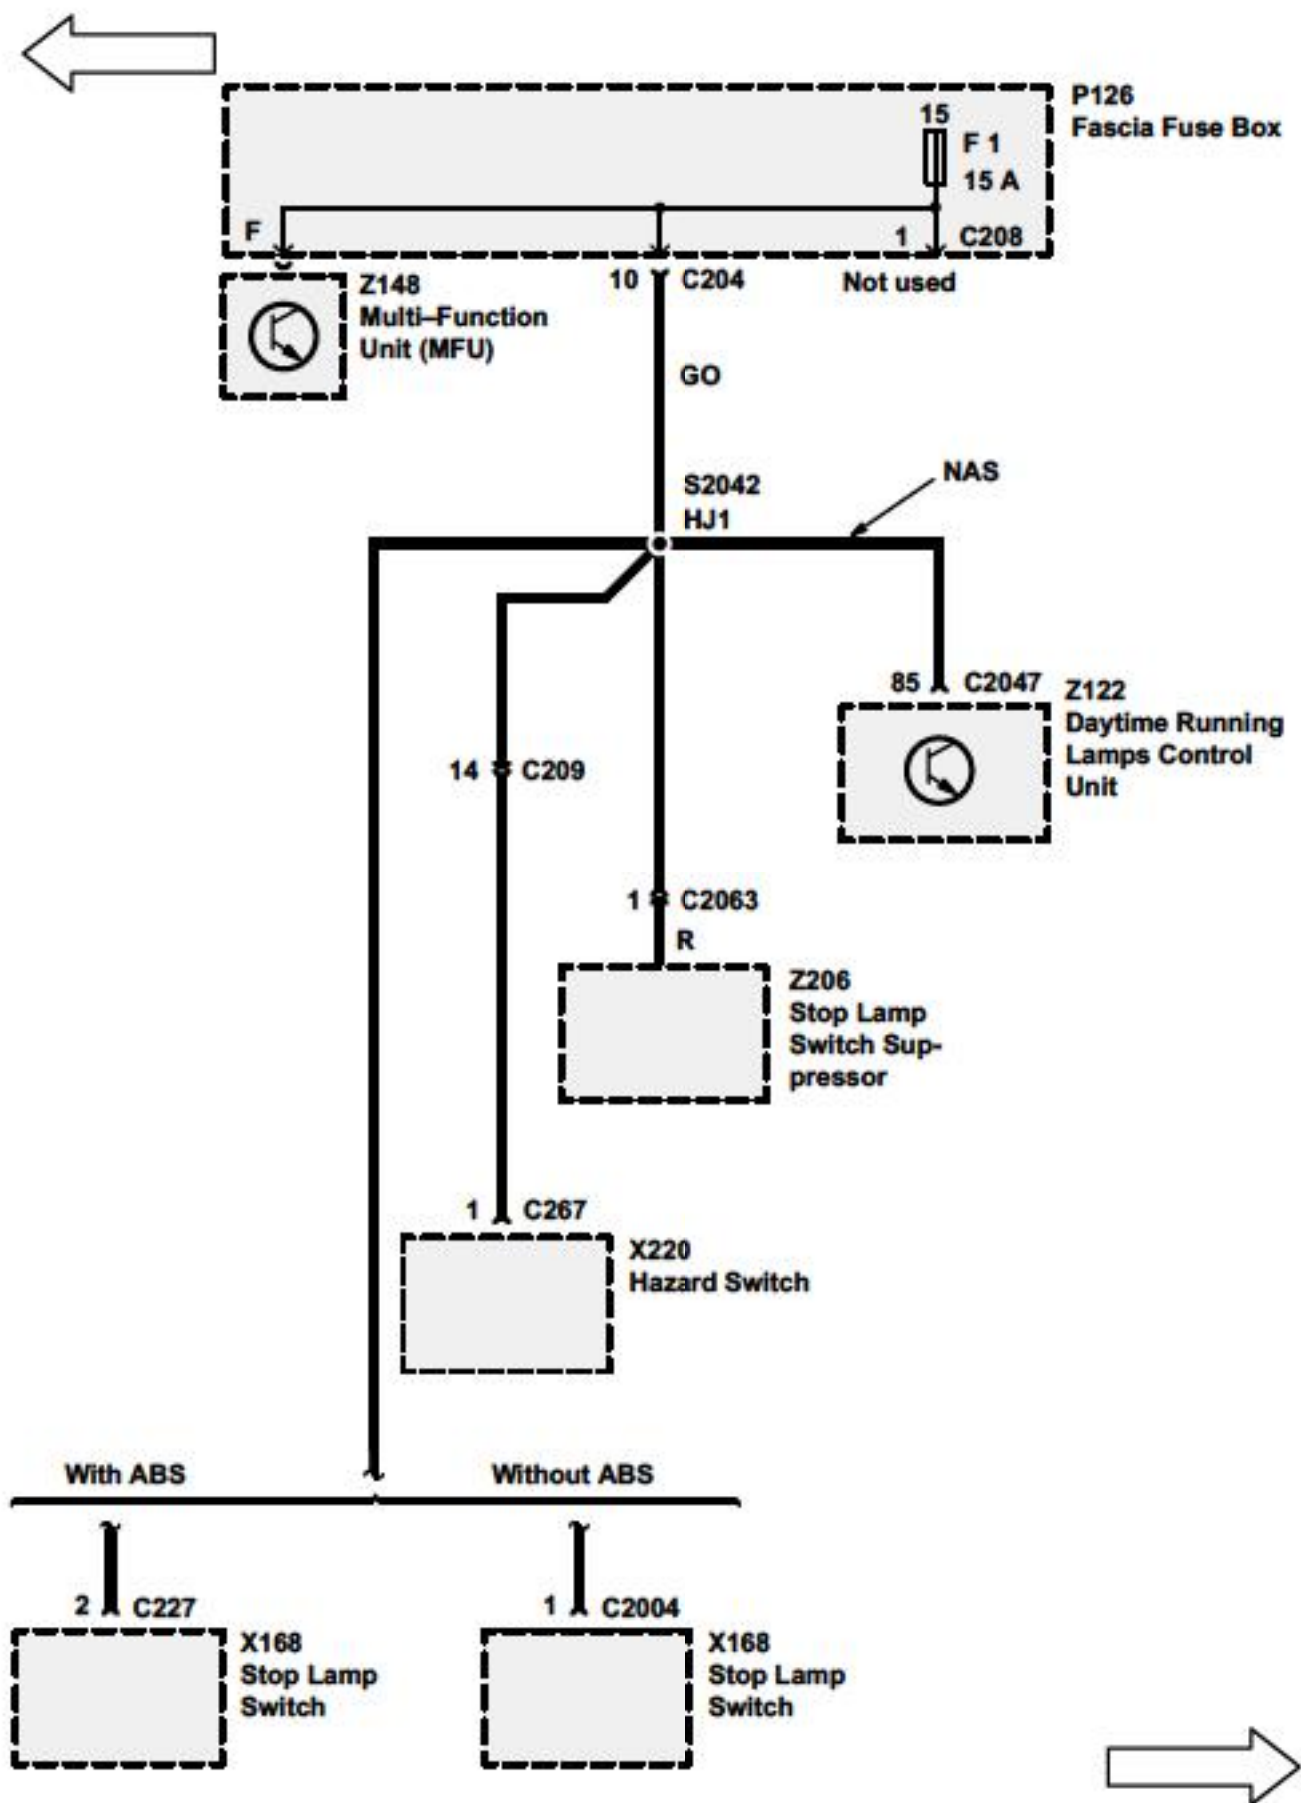 P126
Fascia Fuse Box
15
F 1
15 A
F
1 C208
Z148
Multi–Function
Unit (MFU)
10 C204
Not used
GO
NAS
S2042
HJ1
85 C2047
Z122
Daytime Running
Lamps Control
Unit
14 C209
1 C2063
R
Z206
Stop Lamp
Switch Sup-
pressor
1 C267
X220
Hazard Switch
With ABS
Without ABS
2 C227
1 C2004
X168
Stop Lamp
Switch
X168
Stop Lamp
Switch